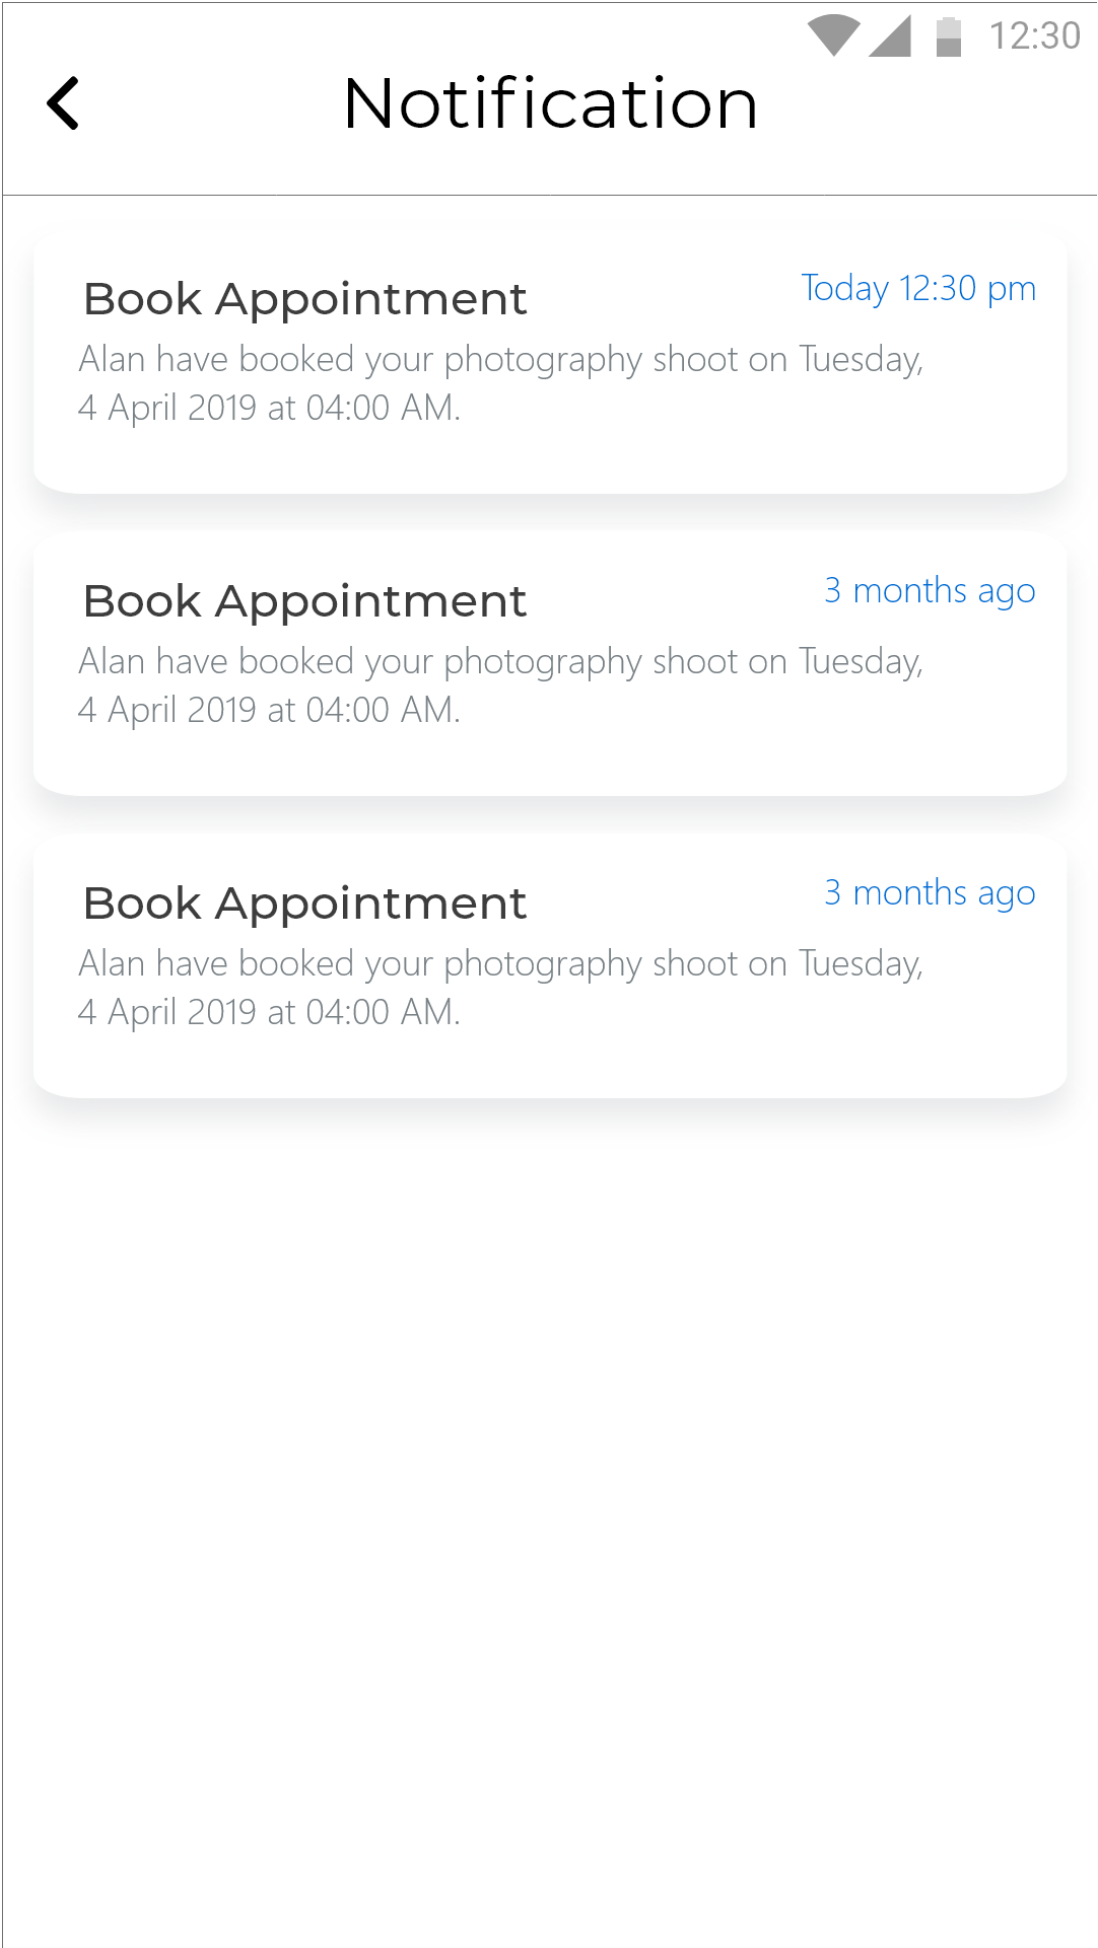 12:30
Notification
Book Appointment
Today 12:30 pm
Alan have booked your photography shoot on Tuesday,
4 April 2019 at 04:00 AM.
Book Appointment
3 months ago
Alan have booked your photography shoot on Tuesday,
4 April 2019 at 04:00 AM.
Book Appointment
3 months ago
Alan have booked your photography shoot on Tuesday,
4 April 2019 at 04:00 AM.